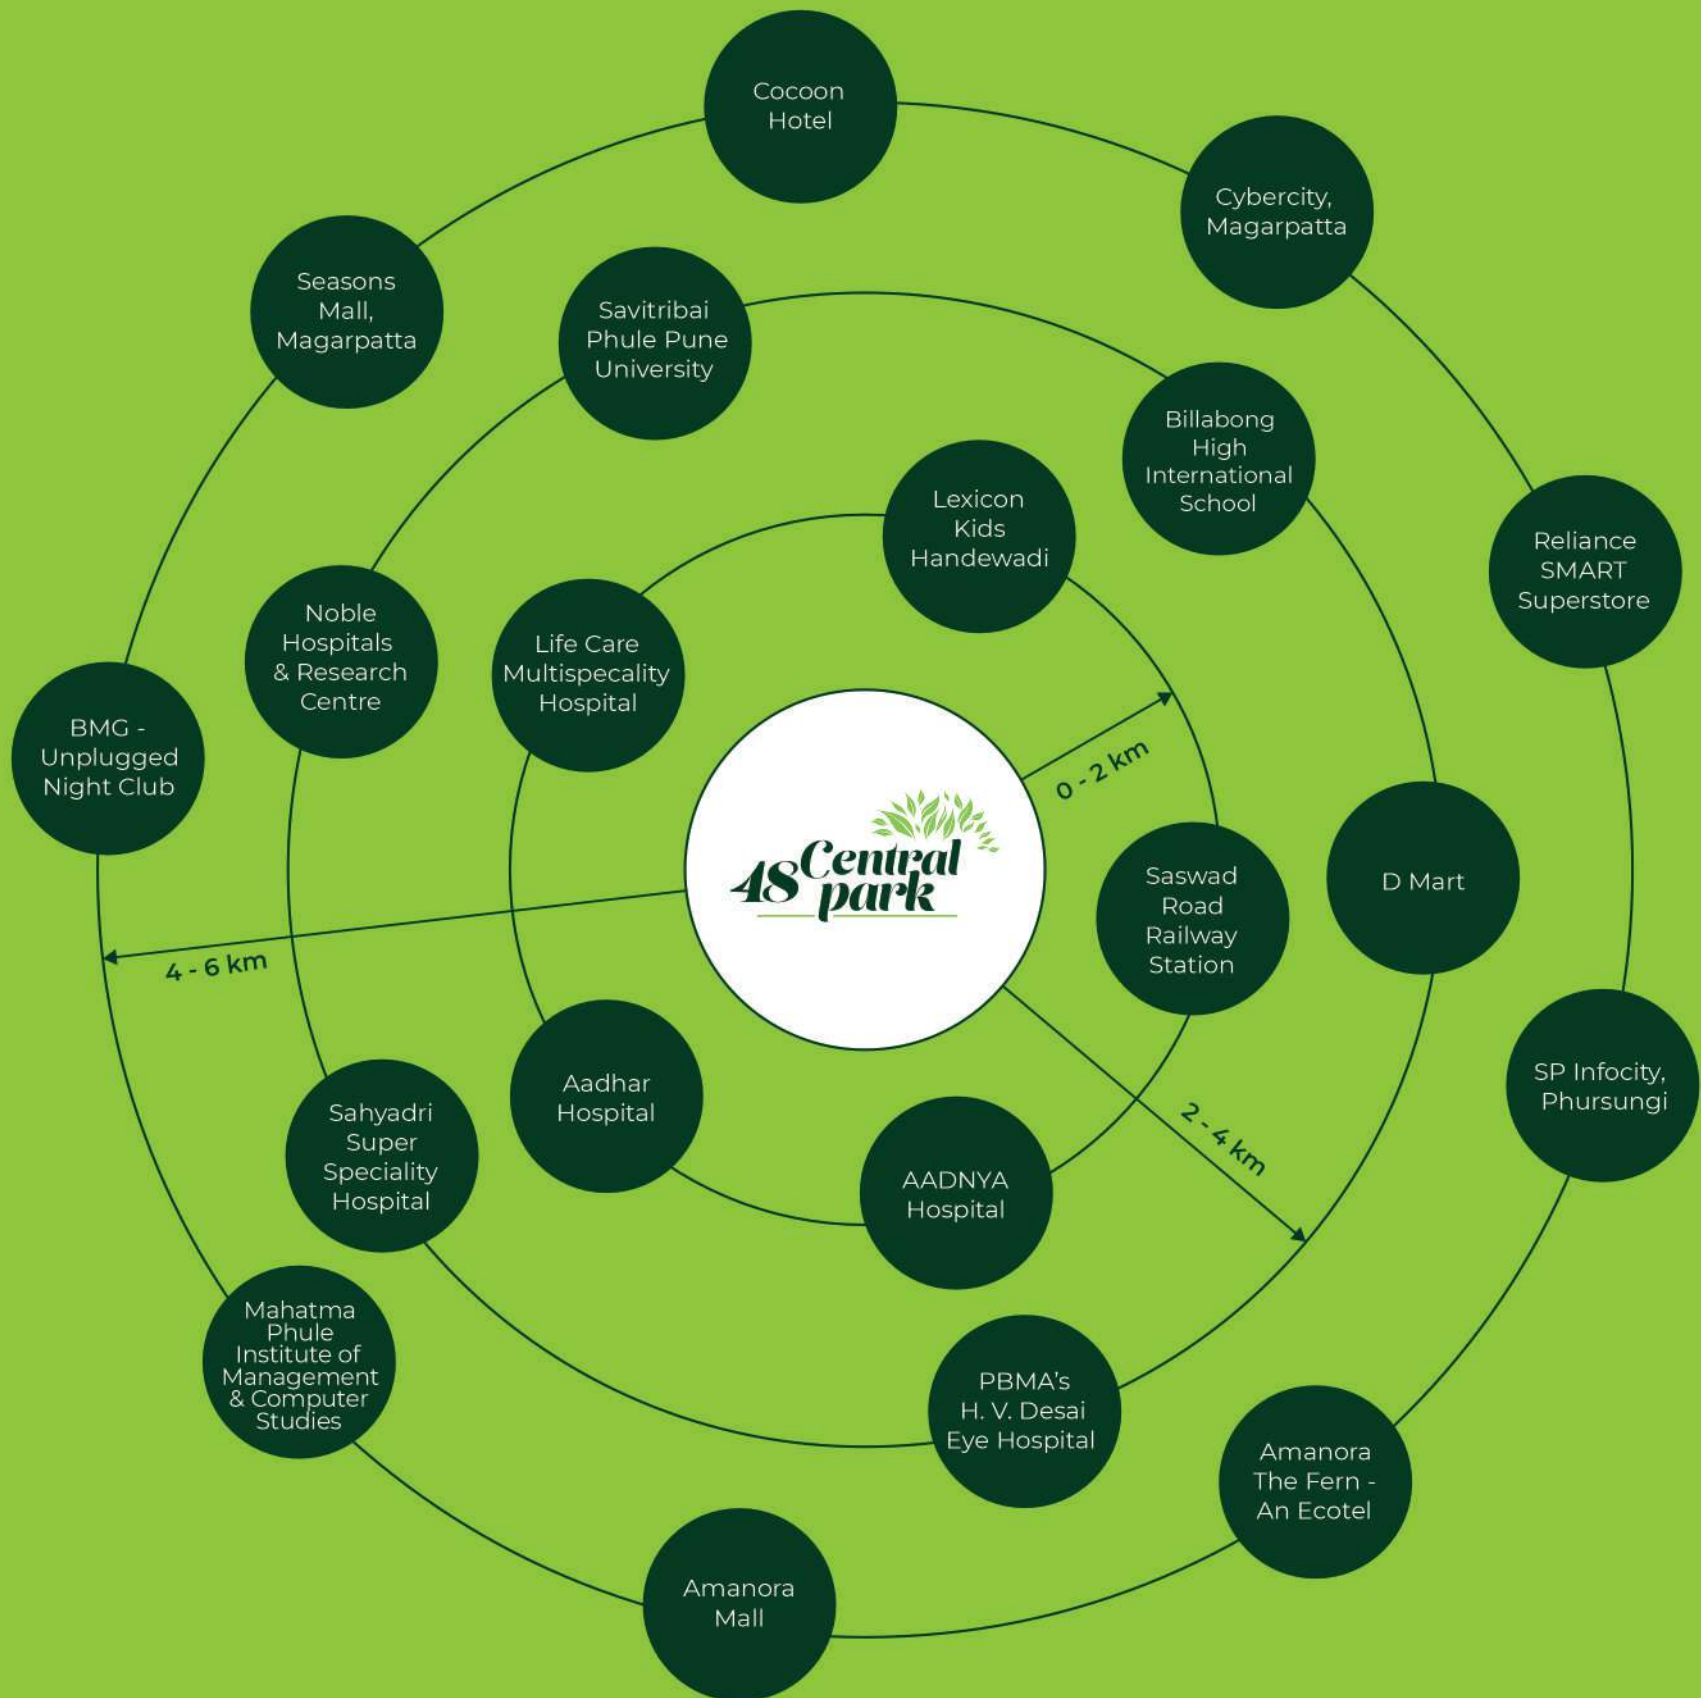 Cocoon
Hotel
Cybercity,
Magarpatta
Seasons
Mall,
Magarpatta
Savitribai
Phule Pune
University
Billabong
High
International
School
Lexicon
Kids
Handewadi
Reliance
SMART
Superstore
Noble
Hospitals
& Research
Centre
Life Care
Multispecality
Hospital
BMG -
Unplugged
Night Club
0 - 2 km
48 Central
park
Saswad
Road
Railway
Station
D Mart
4 - 6 km
Aadhar
Hospital
SP Infocity,
Phursungi
Sahyadri
Super
Speciality
Hospital
2 - 4 km
AADNYA
Hospital
Mahatma
Phule
Institute of
Management
& Computer
Studies
PBMA's
H. V. Desai
Eye Hospital
Amanora
The Fern -
An Ecotel
Amanora
Mall